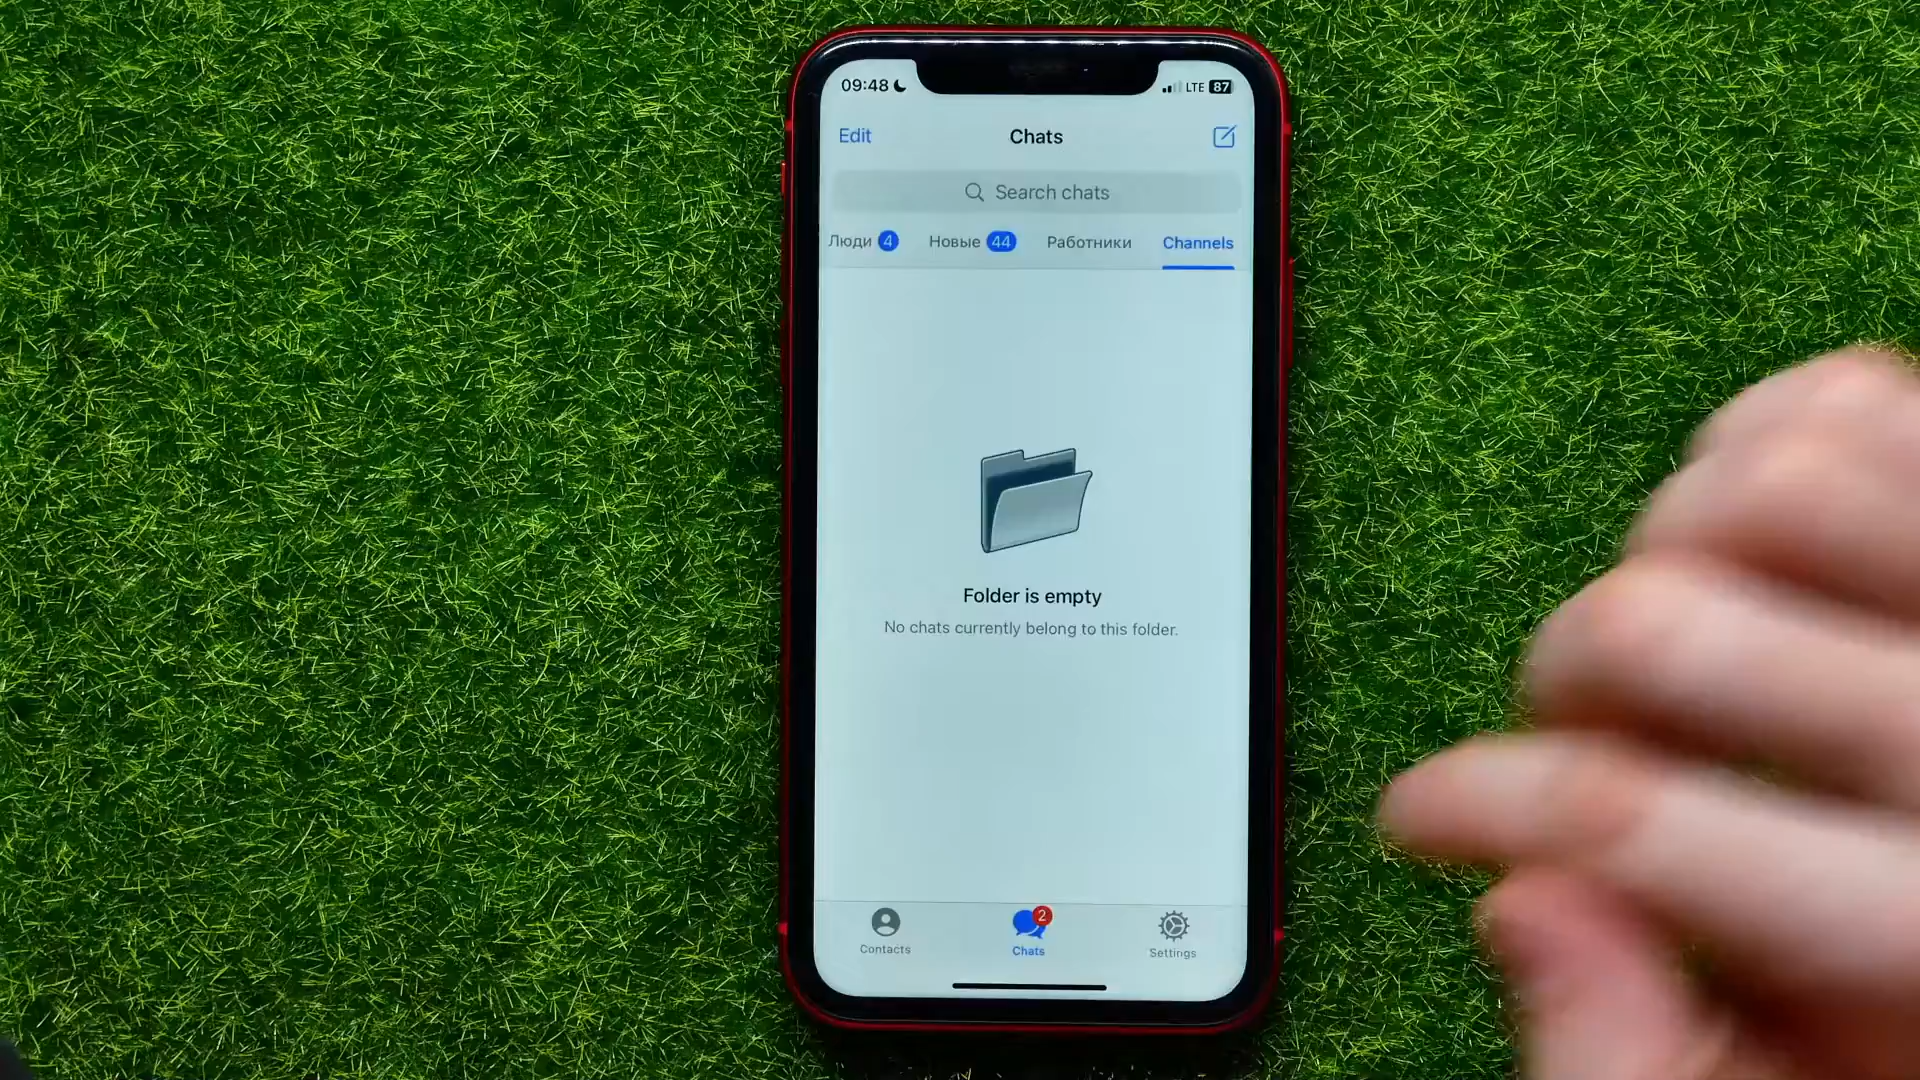 09:48 LTE 87
Edit Chats
Search chats
Люди 4 Новые 44 Работники Channels
Folder is empty
No chats currently belong to this folder.
2
Contacts Chats Settings